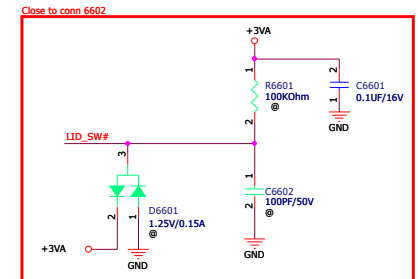 Close to conn 6602
+3VA
1
R6601
100KOhm
@
2
2
C6601
0.1UF/16V
1
GND
LID_SW#
3
1
C6602
100PF/50V
2
@
D6601
1.25V/0.15A
@
2
1
+3VA
GND
GND